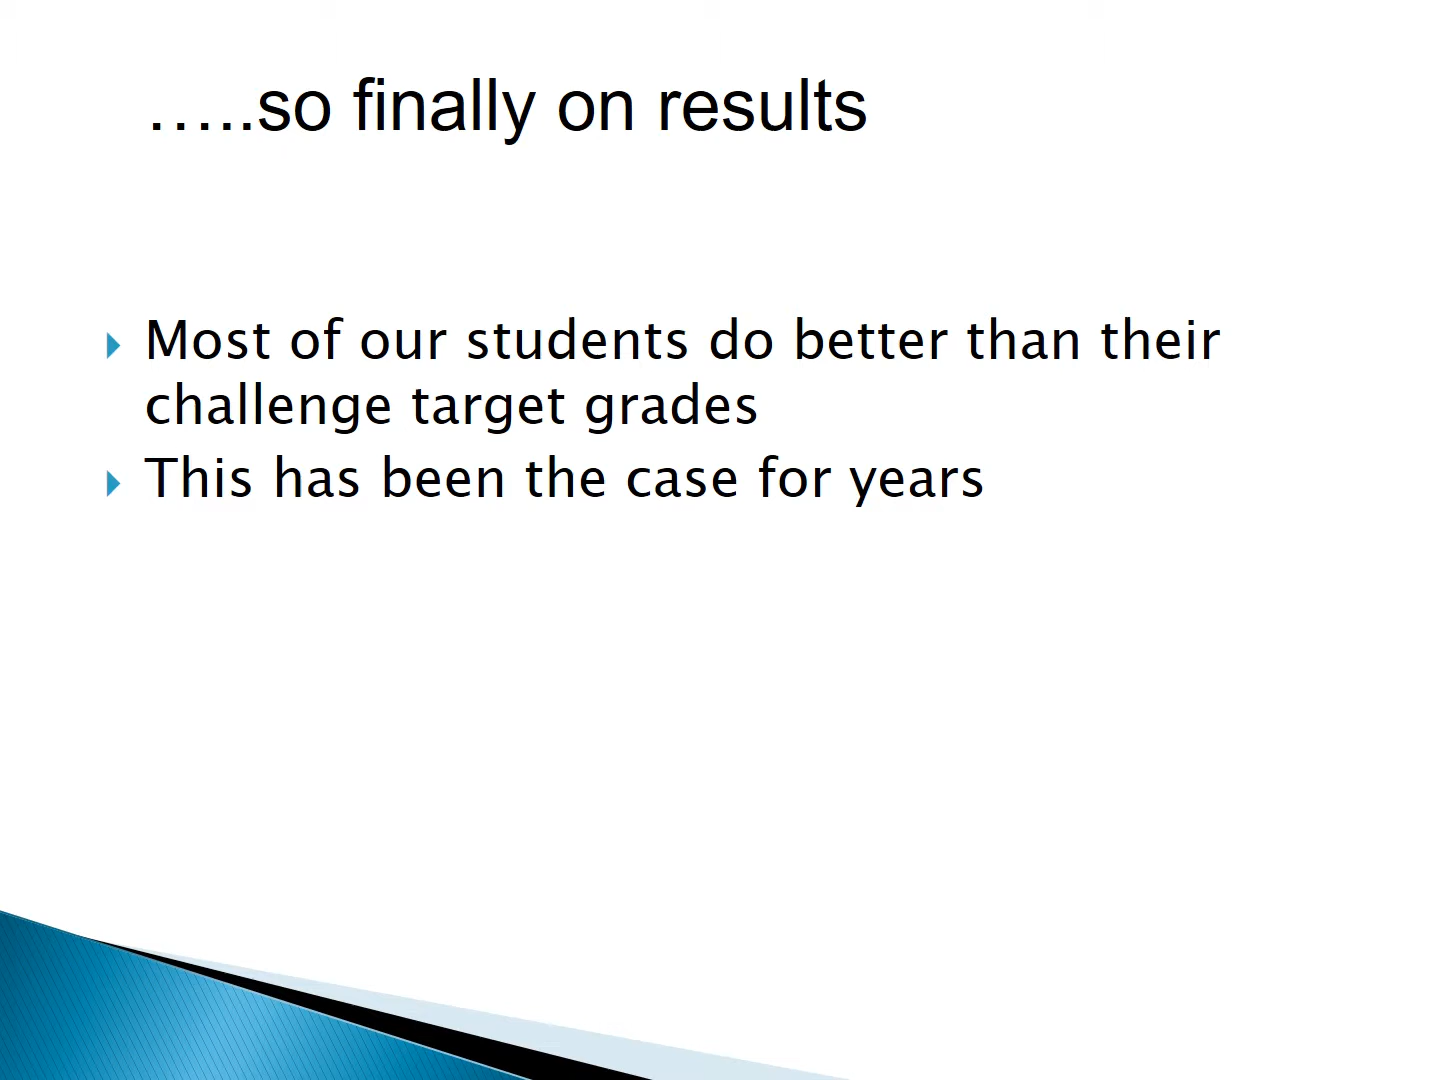 …..so finally on results
Most of our students do better than their
challenge target grades
This has been the case for years